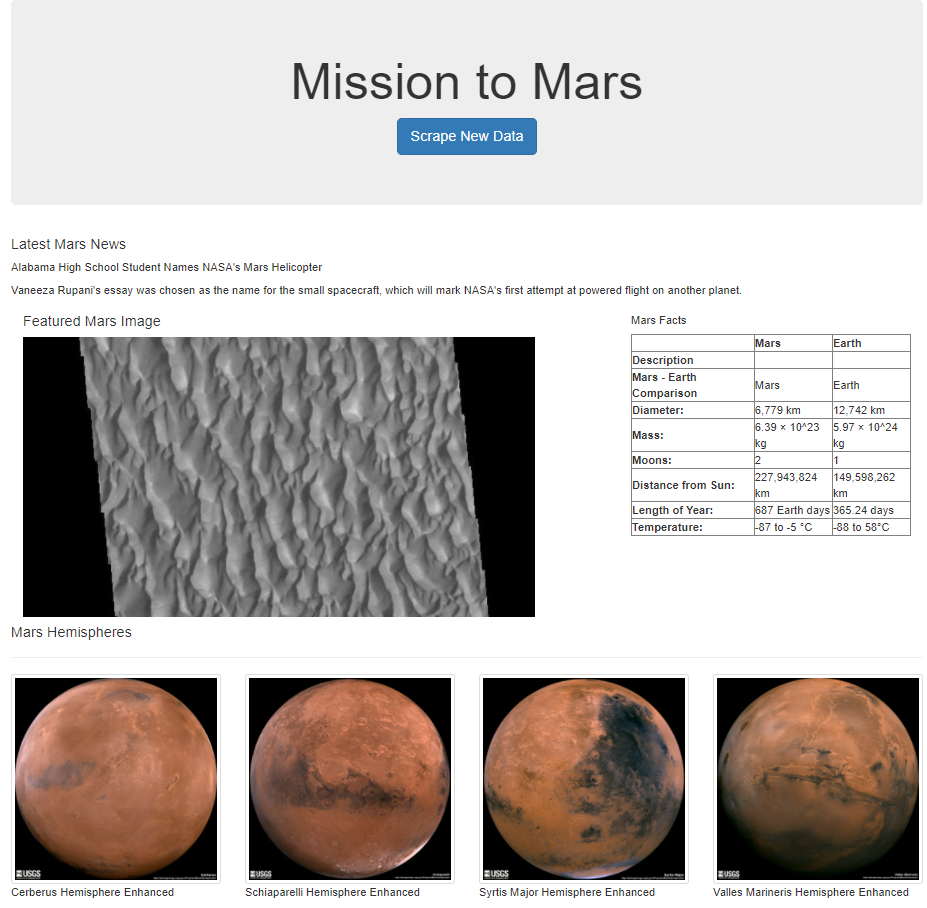 Mission to Mars
Scrape New Data
Latest Mars News
Alabama High School Student Names NASA's Mars Helicopter
Vaneeza Rupani's essay was chosen as the name for the small spacecraft, which will mark NASA's first attempt at powered flight on another planet.
Featured Mars Image
Mars Facts
Mars Earth
Description
Mars - Earth
Comparison
Mars Earth
Diameter: 6,779 km 12,742 km
Mass: 6.39 × 10^23 kg 5.97 × 10^24 kg
Moons: 2 1
Distance from Sun: 227,943,824 km 149,598,262 km
Length of Year: 687 Earth days 365.24 days
Temperature: -87 to -5 °C -88 to 58°C
Mars Hemispheres
USGS
USGS
USGS
USGS
Cerberus Hemisphere Enhanced
Schiaparelli Hemisphere Enhanced
Syrtis Major Hemisphere Enhanced
Valles Marineris Hemisphere Enhanced